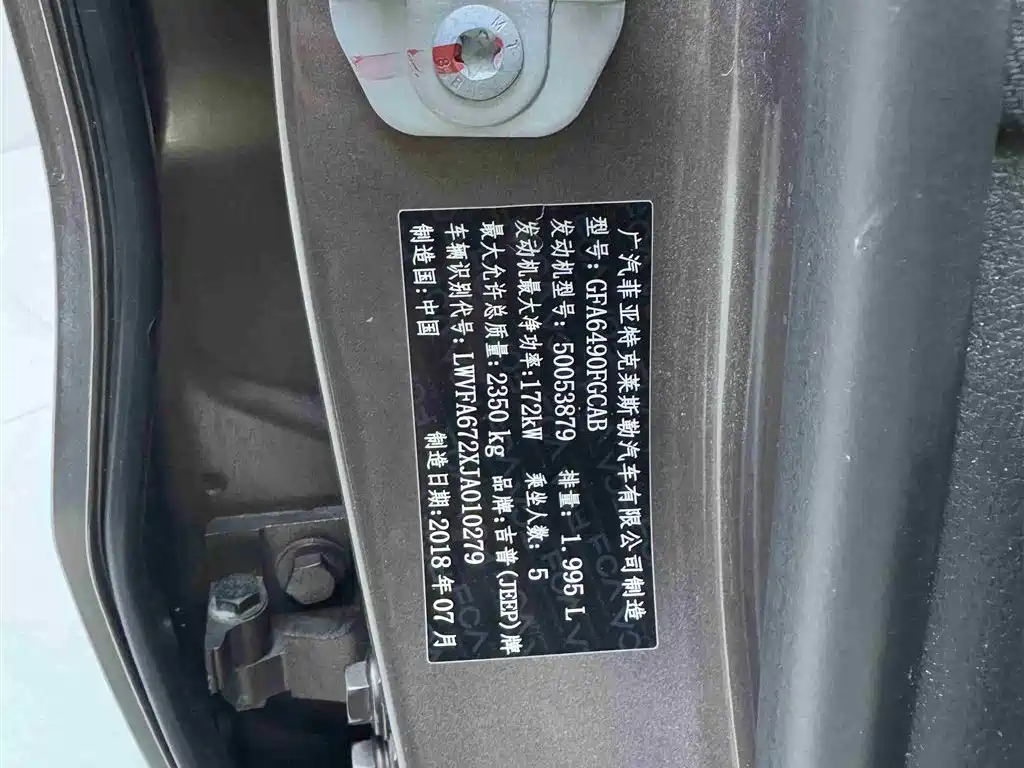 广汽菲亚特克莱斯勒汽车有限公司制造
型号:GFA6490FCCAB
发动机型号:50053879 排量:1.995 L
发动机最大净功率:172kW 乘坐人数:5
最大允许总质量:2350kg 品牌:吉普(JEEP)牌
车辆识别代号:LWVFA672XJA010279
制造国:中国 制造日期:2018年07月